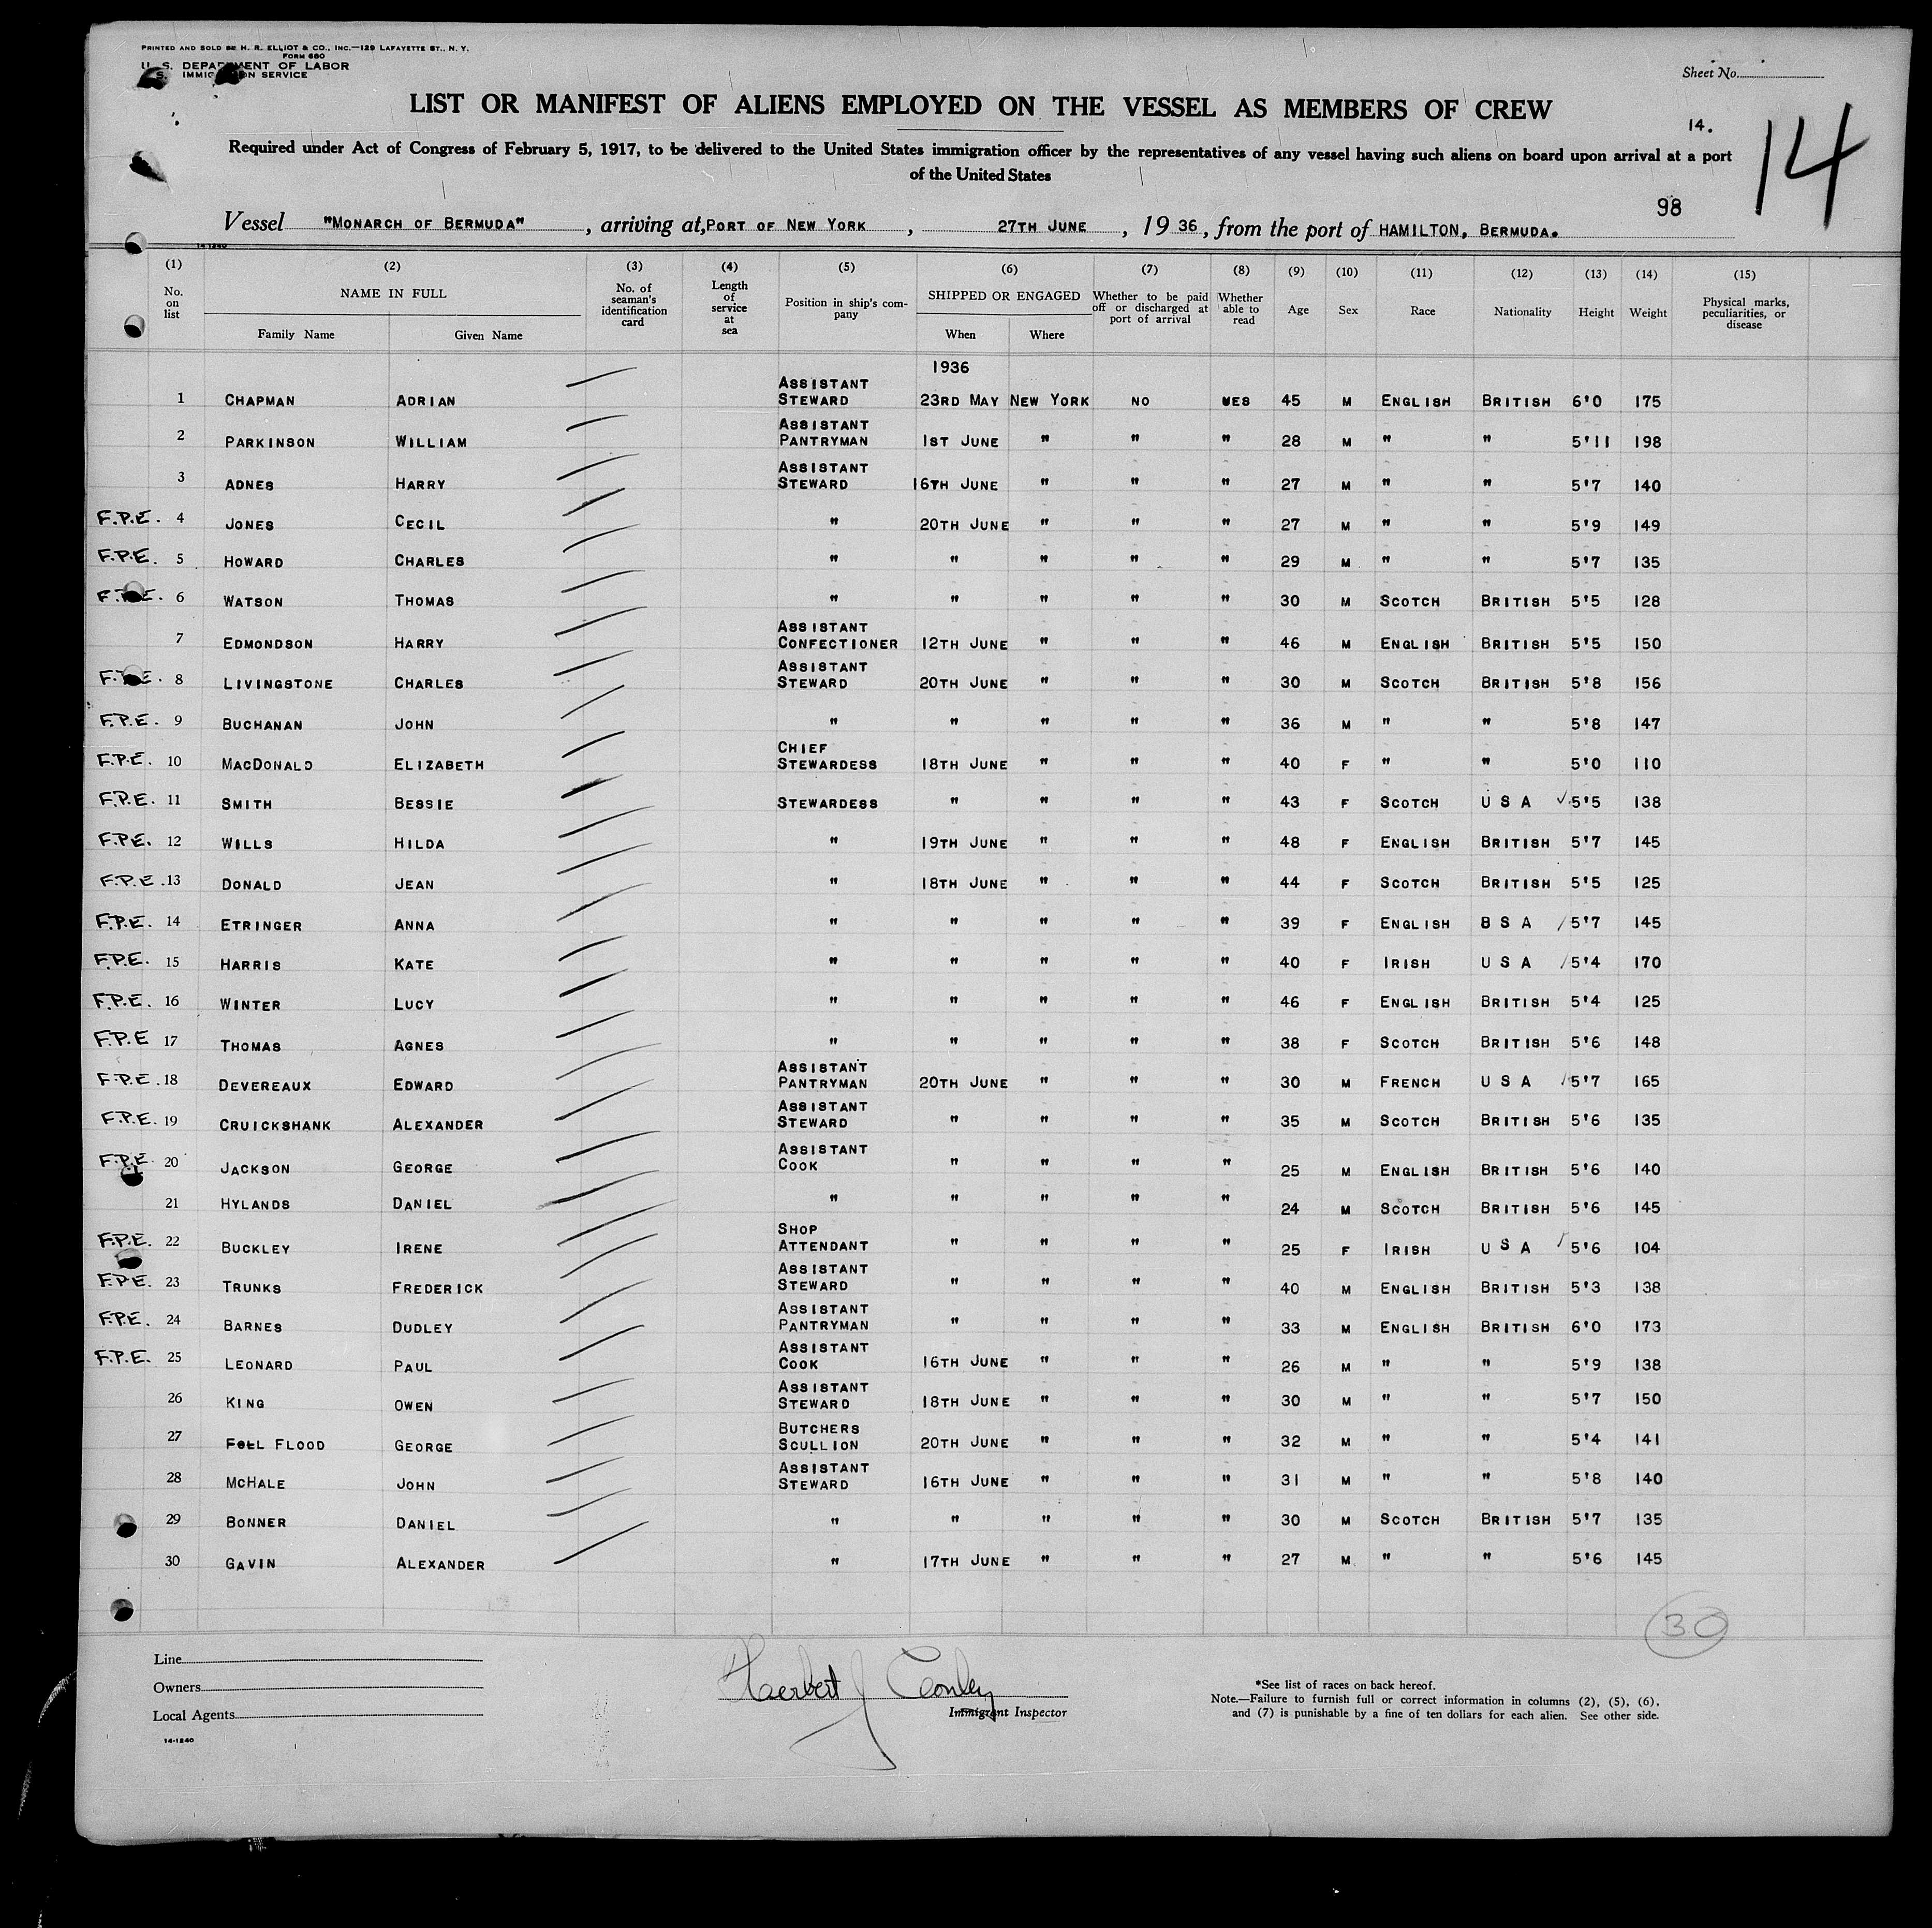 PRINTED AND SOLD BY H. R. ELLIOT & CO., INC.—129 LAFAYETTE ST., N. Y.
FORM 680
U. S. DEPARTMENT OF LABOR
IMMIGRATION SERVICE
Sheet No.
LIST OR MANIFEST OF ALIENS EMPLOYED ON THE VESSEL AS MEMBERS OF CREW
14.
14
Required under Act of Congress of February 5, 1917, to be delivered to the United States immigration officer by the representatives of any vessel having such aliens on board upon arrival at a port
of the United States
98
Vessel "MONARCH OF BERMUDA", arriving at, PORT OF NEW YORK, 27TH JUNE, 19 36, from the port of HAMILTON, BERMUDA.
14-1240
(1) (2) (3) (4) (5) (6) (7) (8) (9) (10) (11) (12) (13) (14) (15)
No. on list NAME IN FULL Family Name Given Name No. of seaman's identification card Length of service at sea Position in ship's company SHIPPED OR ENGAGED When Where Whether to be paid off or discharged at port of arrival Whether able to read Age Sex Race Nationality Height Weight Physical marks, peculiarities, or disease
1936
1 CHAPMAN ADRIAN ASSISTANT STEWARD 23RD MAY NEW YORK NO YES 45 M ENGLISH BRITISH 6'0 175
2 PARKINSON WILLIAM ASSISTANT PANTRYMAN 1ST JUNE " " " 28 M " " 5'11 198
3 ADNES HARRY ASSISTANT STEWARD 16TH JUNE " " " 27 M " " 5'7 140
F.P.E. 4 JONES CECIL " 20TH JUNE " " " 27 M " " 5'9 149
F.P.E. 5 HOWARD CHARLES " " " " " 29 M " " 5'7 135
F.P.E. 6 WATSON THOMAS " " " " " 30 M SCOTCH BRITISH 5'5 128
7 EDMONDSON HARRY ASSISTANT CONFECTIONER 12TH JUNE " " " 46 M ENGLISH BRITISH 5'5 150
F.P.E. 8 LIVINGSTONE CHARLES ASSISTANT STEWARD 20TH JUNE " " " 30 M SCOTCH BRITISH 5'8 156
F.P.E. 9 BUCHANAN JOHN " " " " " 36 M " " 5'8 147
F.P.E. 10 MACDONALD ELIZABETH CHIEF STEWARDESS 18TH JUNE " " " 40 F " " 5'0 110
F.P.E. 11 SMITH BESSIE STEWARDESS " " " " 43 F SCOTCH U S A ✓ 5'5 138
F.P.E. 12 WILLS HILDA " 19TH JUNE " " " 48 F ENGLISH BRITISH 5'7 145
F.P.E. 13 DONALD JEAN " 18TH JUNE " " " 44 F SCOTCH BRITISH 5'5 125
F.P.E. 14 ETRINGER ANNA " " " " " 39 F ENGLISH B S A / 5'7 145
F.P.E. 15 HARRIS KATE " " " " " 40 F IRISH U S A / 5'4 170
F.P.E. 16 WINTER LUCY " " " " " 46 F ENGLISH BRITISH 5'4 125
F.P.E 17 THOMAS AGNES " " " " " 38 F SCOTCH BRITISH 5'6 148
F.P.E. 18 DEVEREAUX EDWARD ASSISTANT PANTRYMAN 20TH JUNE " " " 30 M FRENCH U S A / 5'7 165
F.P.E. 19 CRUICKSHANK ALEXANDER ASSISTANT STEWARD " " " " 35 M SCOTCH BRITISH 5'6 135
F.P.E. 20 JACKSON GEORGE ASSISTANT COOK " " " " 25 M ENGLISH BRITISH 5'6 140
21 HYLANDS DANIEL " " " " " 24 M SCOTCH BRITISH 5'6 145
F.P.E. 22 BUCKLEY IRENE SHOP ATTENDANT " " " " 25 F IRISH U S A ✓ 5'6 104
F.P.E. 23 TRUNKS FREDERICK ASSISTANT STEWARD " " " " 40 M ENGLISH BRITISH 5'3 138
F.P.E. 24 BARNES DUDLEY ASSISTANT PANTRYMAN " " " " 33 M ENGLISH BRITISH 6'0 173
F.P.E. 25 LEONARD PAUL ASSISTANT COOK 16TH JUNE " " " 26 M " " 5'9 138
26 KING OWEN ASSISTANT STEWARD 18TH JUNE " " " 30 M " " 5'7 150
27 FLOOD GEORGE BUTCHERS SCULLION 20TH JUNE " " " 32 M " " 5'4 141
28 MCHALE JOHN ASSISTANT STEWARD 16TH JUNE " " " 31 M " " 5'8 140
29 BONNER DANIEL " " " " " 30 M SCOTCH BRITISH 5'7 135
30 GAVIN ALEXANDER " 17TH JUNE " " " 27 M " " 5'6 145
30
Line
Owners
Local Agents
14-1240
Herbert J Conley
Immigrant Inspector
*See list of races on back hereof.
Note.—Failure to furnish full or correct information in columns (2), (5), (6),
and (7) is punishable by a fine of ten dollars for each alien. See other side.